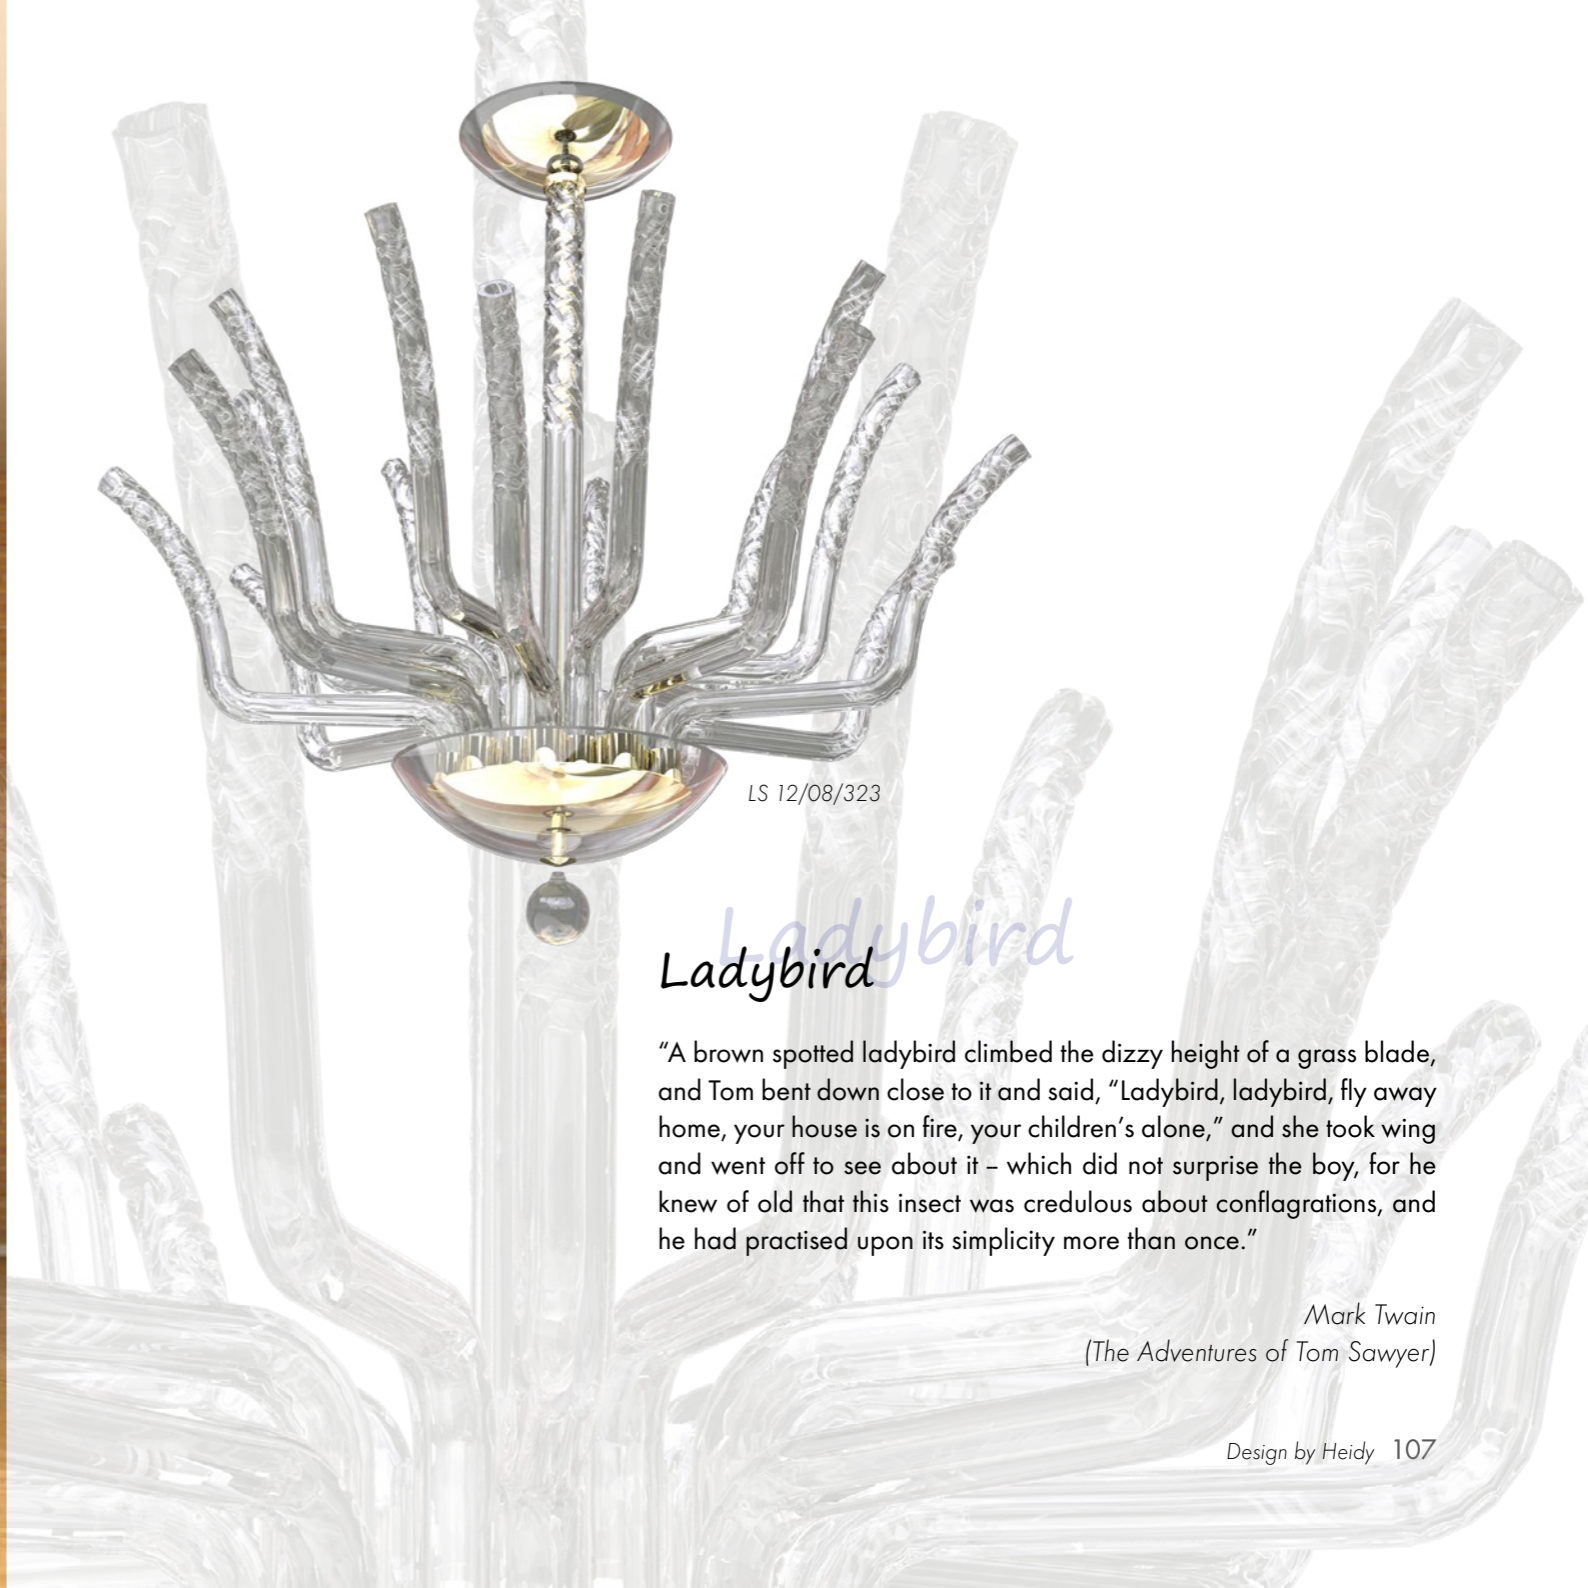 LS 12/08/323
Ladybird
Ladybird
“A brown spotted ladybird climbed the dizzy height of a grass blade,
and Tom bent down close to it and said, “Ladybird, ladybird, fly away
home, your house is on fire, your children’s alone,” and she took wing
and went off to see about it – which did not surprise the boy, for he
knew of old that this insect was credulous about conflagrations, and
he had practised upon its simplicity more than once.”
Mark Twain
(The Adventures of Tom Sawyer)
Design by Heidy 107